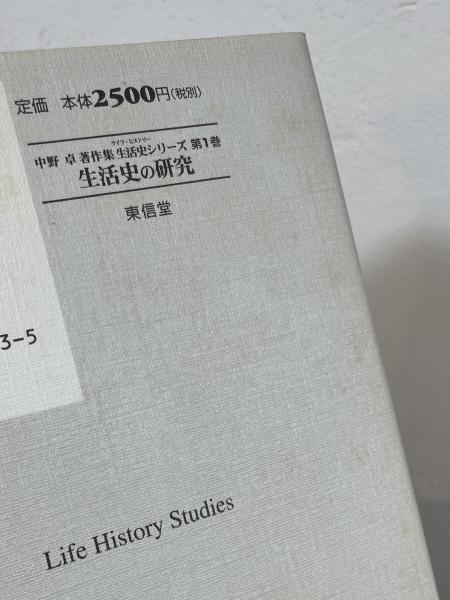 定価 本体2500円(税別)
ライフ・ヒストリー
中野 卓 著作集 生活史シリーズ 第1巻
生活史の研究
東信堂
3-5
Life History Studies